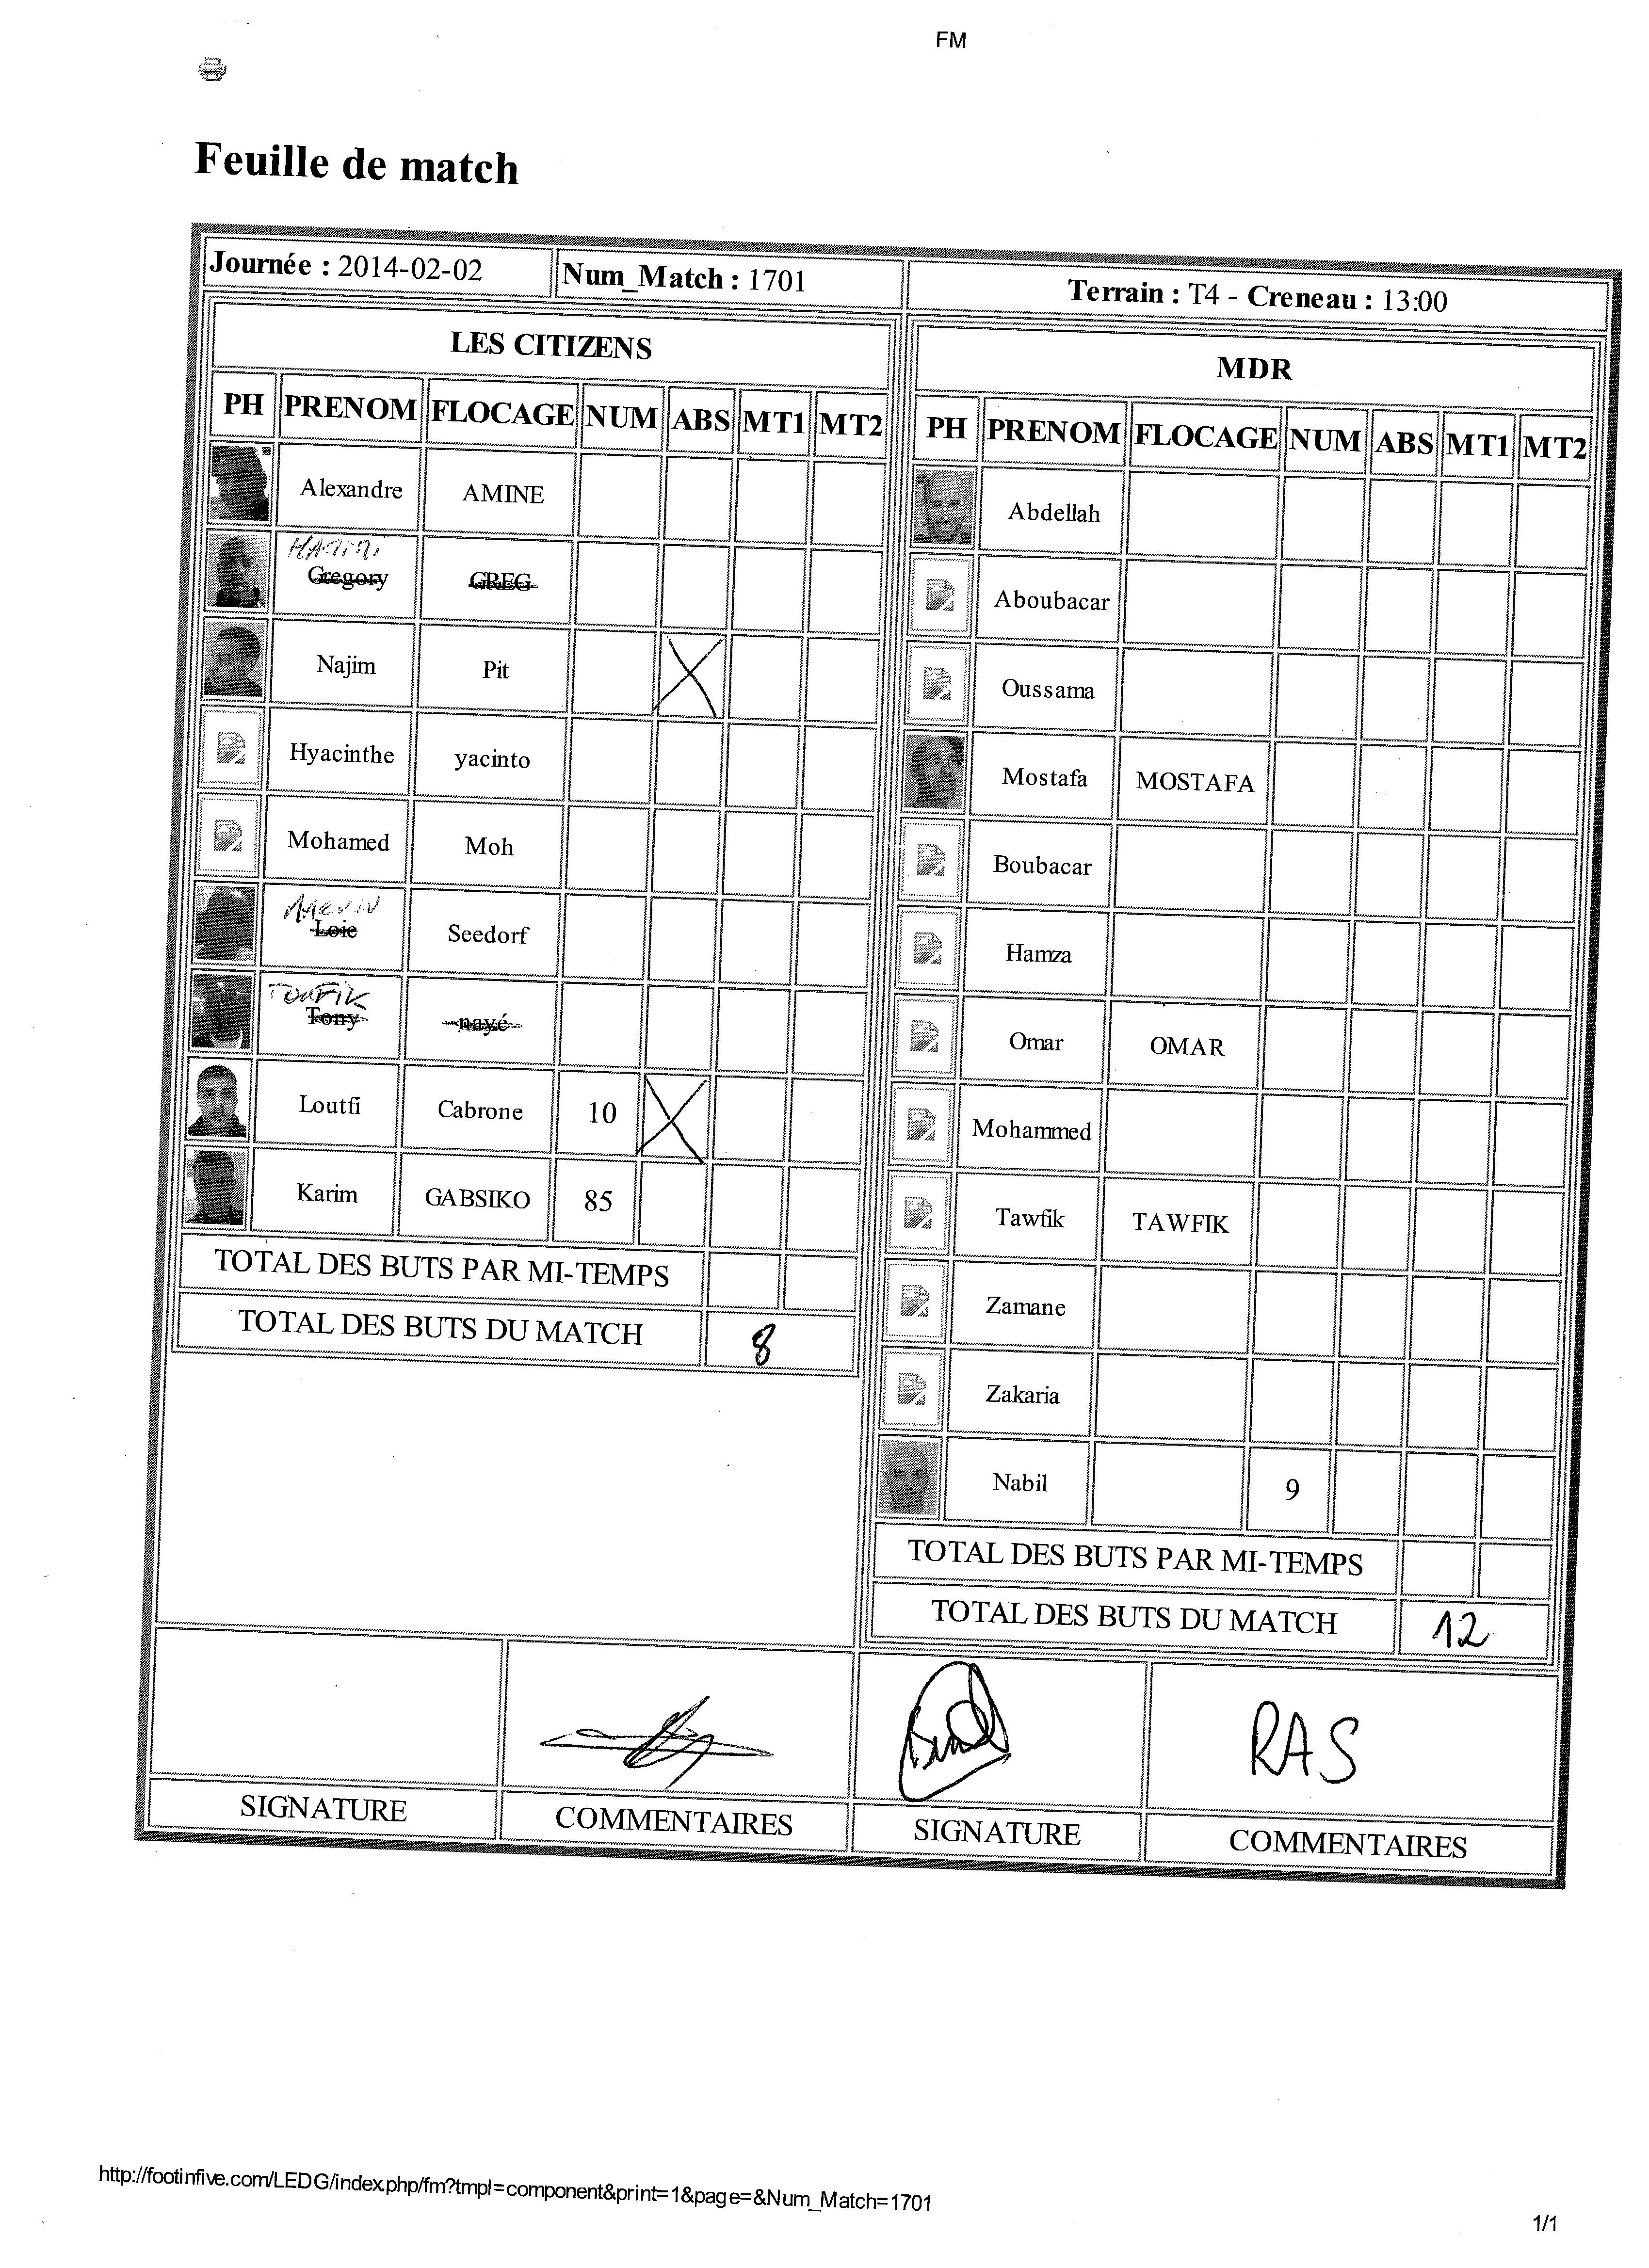 FM
Feuille de match
Journée : 2014-02-02 Num_Match : 1701 Terrain : T4 - Creneau : 13:00
LES CITIZENS
PH PRENOM FLOCAGE NUM ABS MT1 MT2
Alexandre AMINE
Gregory GREG
Najim Pit
Hyacinthe yacinto
Mohamed Moh
Loic Seedorf
TOUFIK
Tony nayé
Loutfi Cabrone 10
Karim GABSIKO 85
TOTAL DES BUTS PAR MI-TEMPS
TOTAL DES BUTS DU MATCH 8
MDR
PH PRENOM FLOCAGE NUM ABS MT1 MT2
Abdellah
Aboubacar
Oussama
Mostafa MOSTAFA
Boubacar
Hamza
Omar OMAR
Mohammed
Tawfik TAWFIK
Zamane
Zakaria
Nabil 9
TOTAL DES BUTS PAR MI-TEMPS
TOTAL DES BUTS DU MATCH 12
RAS
SIGNATURE COMMENTAIRES SIGNATURE COMMENTAIRES
http://footinfive.com/LEDG/index.php/fm?tmpl=component&print=1&page=&Num_Match=1701
1/1